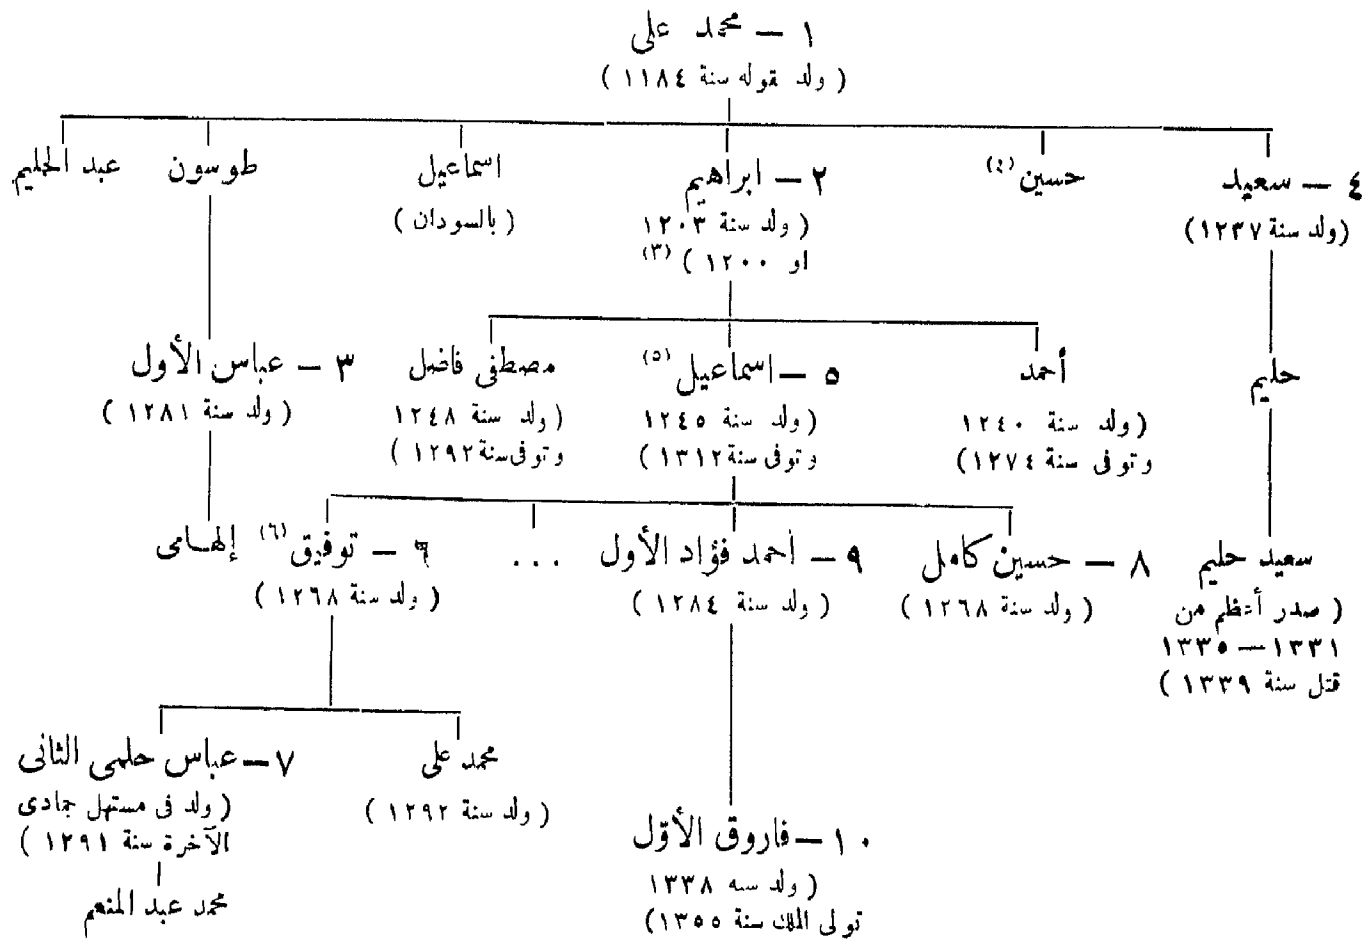 ١ — محمد على
( ولد بقوله سنة ١١٨٤ )
٤ — سعيد
(ولد سنة ١٢٣٧)
حسين (٤)
٢ — ابراهيم
( ولد سنة ١٢٠٣
او ١٢٠٠ ) (٣)
اسماعيل
( بالسودان )
طوسون
عبد الحليم
حليم
أحمد
( ولد سنة ١٢٤٠
وتوفى سنة ١٢٧٤)
٥ — اسماعيل (٥)
( ولد سنة ١٢٤٥
وتوفى سنة ١٣١٢)
مصطفى فاضل
( ولد سنة ١٢٤٨
وتوفى سنة ١٢٩٢ )
٣ — عباس الأول
( ولد سنة ١٢٨١ )
سعيد حليم
( صدر أعظم من
١٣٣١ — ١٣٣٥
قتل سنة ١٣٣٩ )
٨ — حسين كامل
( ولد سنة ١٢٦٨ )
٩ — أحمد فؤاد الأول
( ولد سنة ١٢٨٤ )
...
٦ — توفيق (٦)
( ولد سنة ١٢٦٨ )
إلهامى
محمد على
( ولد سنة ١٢٩٢ )
٧ — عباس حلمى الثانى
( ولد فى مستهل جمادى
الآخرة سنة ١٢٩١ )
محمد عبد المنعم
١٠ — فاروق الأوّل
( ولد سنه ١٣٣٨
تولى الملك سنة ١٣٥٥)